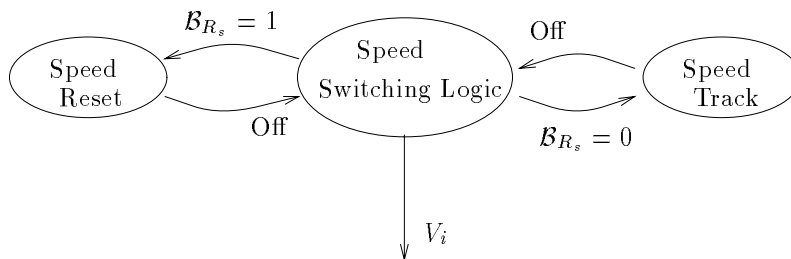 𝓑_{R_s} = 1
Speed
Reset
Off
Speed
Switching Logic
Off
𝓑_{R_s} = 0
Speed
Track
V_i